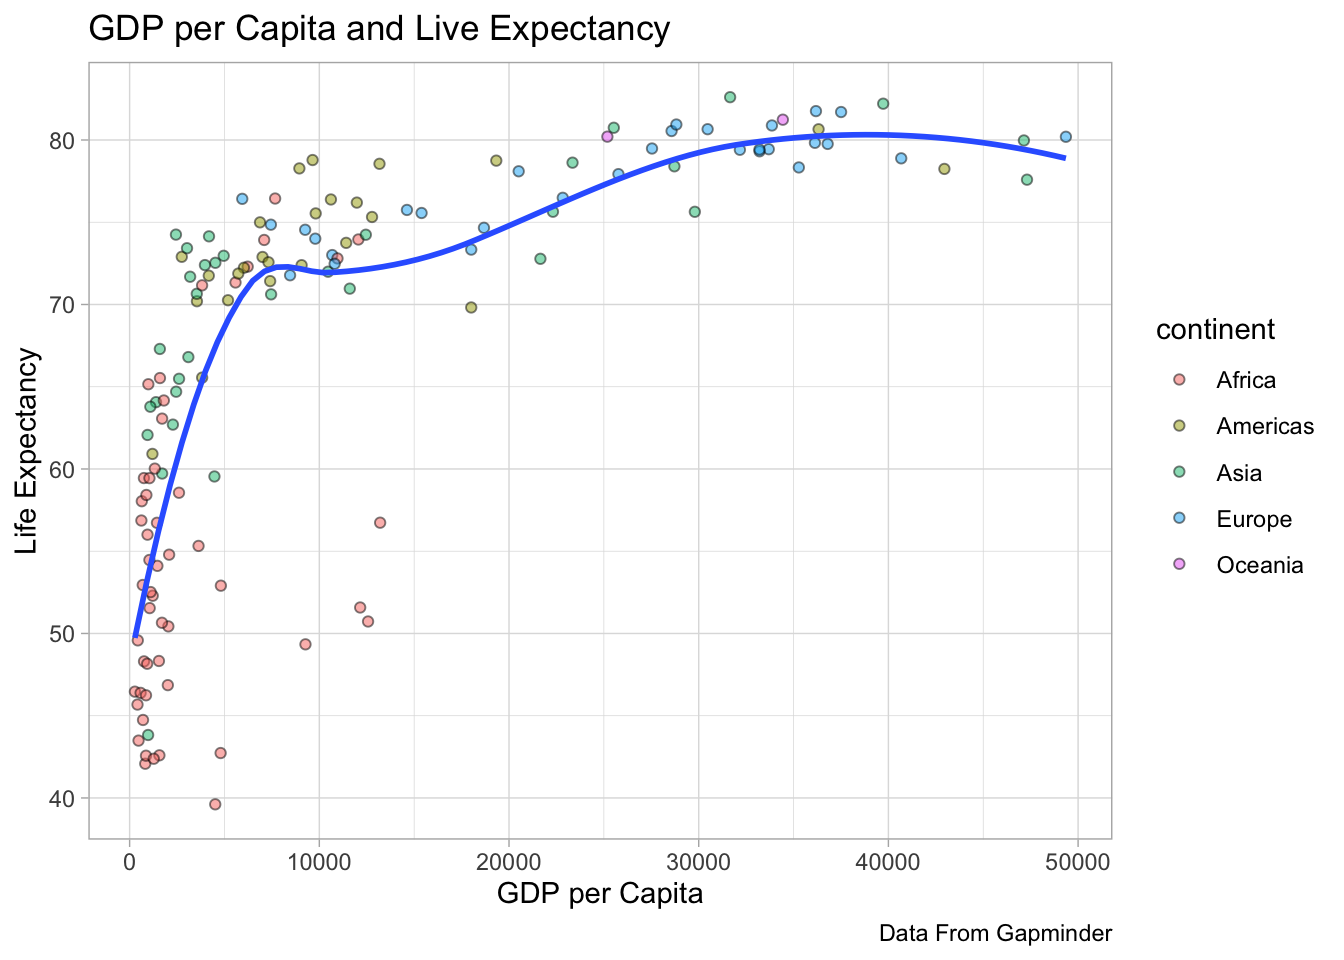 GDP per Capita and Live Expectancy
80
70
60
50
40
Life Expectancy
0 10000 20000 30000 40000 50000
GDP per Capita
continent
Africa
Americas
Asia
Europe
Oceania
Data From Gapminder